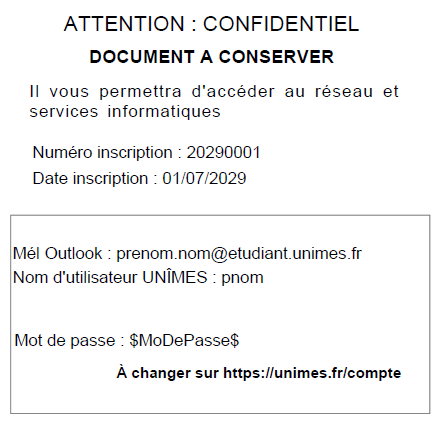 ATTENTION : CONFIDENTIEL
DOCUMENT A CONSERVER
Il vous permettra d'accéder au réseau et
services informatiques
Numéro inscription : 20290001
Date inscription : 01/07/2029
Mél Outlook : prenom.nom@etudiant.unimes.fr
Nom d'utilisateur UNÎMES : pnom
Mot de passe : $MoDePasse$
À changer sur https://unimes.fr/compte